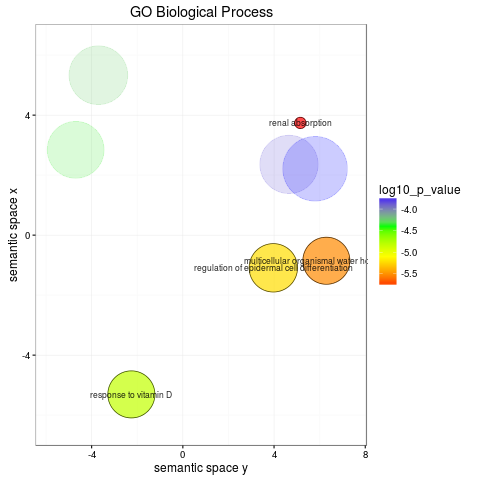 GO Biological Process
renal absorption
multicellular organismal water ho
regulation of epidermal cell differentiation
response to vitamin D
4
0
-4
-4
0
4
8
semantic space y
semantic space x
log10_p_value
-4.0
-4.5
-5.0
-5.5